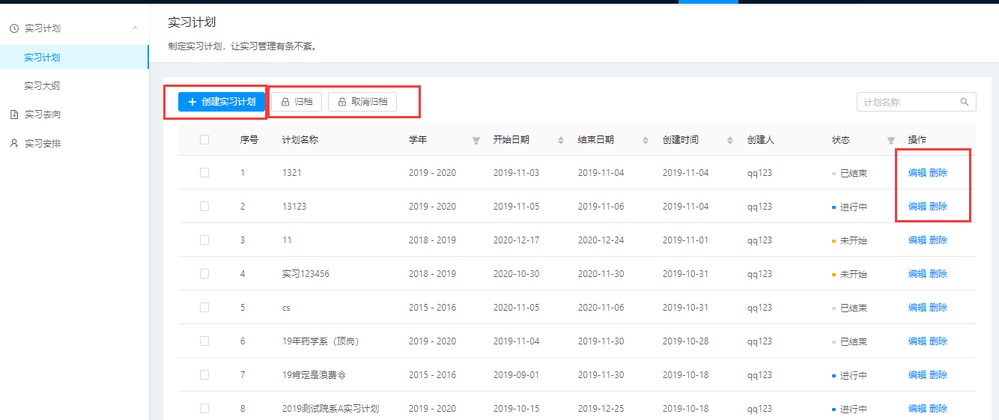 实习计划
实习计划
实习大纲
实习去向
实习安排
实习计划
制定实习计划，让实习管理有条不紊。
创建实习计划 归档 取消归档 计划名称
序号 计划名称 学年 开始日期 结束日期 创建时间 创建人 状态 操作
1 1321 2019 - 2020 2019-11-03 2019-11-04 2019-11-04 qq123 已结束 编辑 删除
2 13123 2019 - 2020 2019-11-05 2019-11-06 2019-11-04 qq123 进行中 编辑 删除
3 11 2018 - 2019 2020-12-17 2020-12-24 2019-11-01 qq123 未开始 编辑 删除
4 实习123456 2018 - 2019 2020-10-30 2020-11-30 2019-10-31 qq123 未开始 编辑 删除
5 cs 2015 - 2016 2020-11-05 2020-11-06 2019-10-31 qq123 已结束 编辑 删除
6 19年药学系（顶岗） 2019 - 2020 2019-11-04 2019-11-30 2019-10-28 qq123 已结束 编辑 删除
7 19肯定是浪费 2015 - 2016 2019-09-01 2019-11-30 2019-10-18 qq123 进行中 编辑 删除
8 2019测试院系A实习计划 2019 - 2020 2019-10-15 2019-12-25 2019-10-18 qq123 进行中 编辑 删除